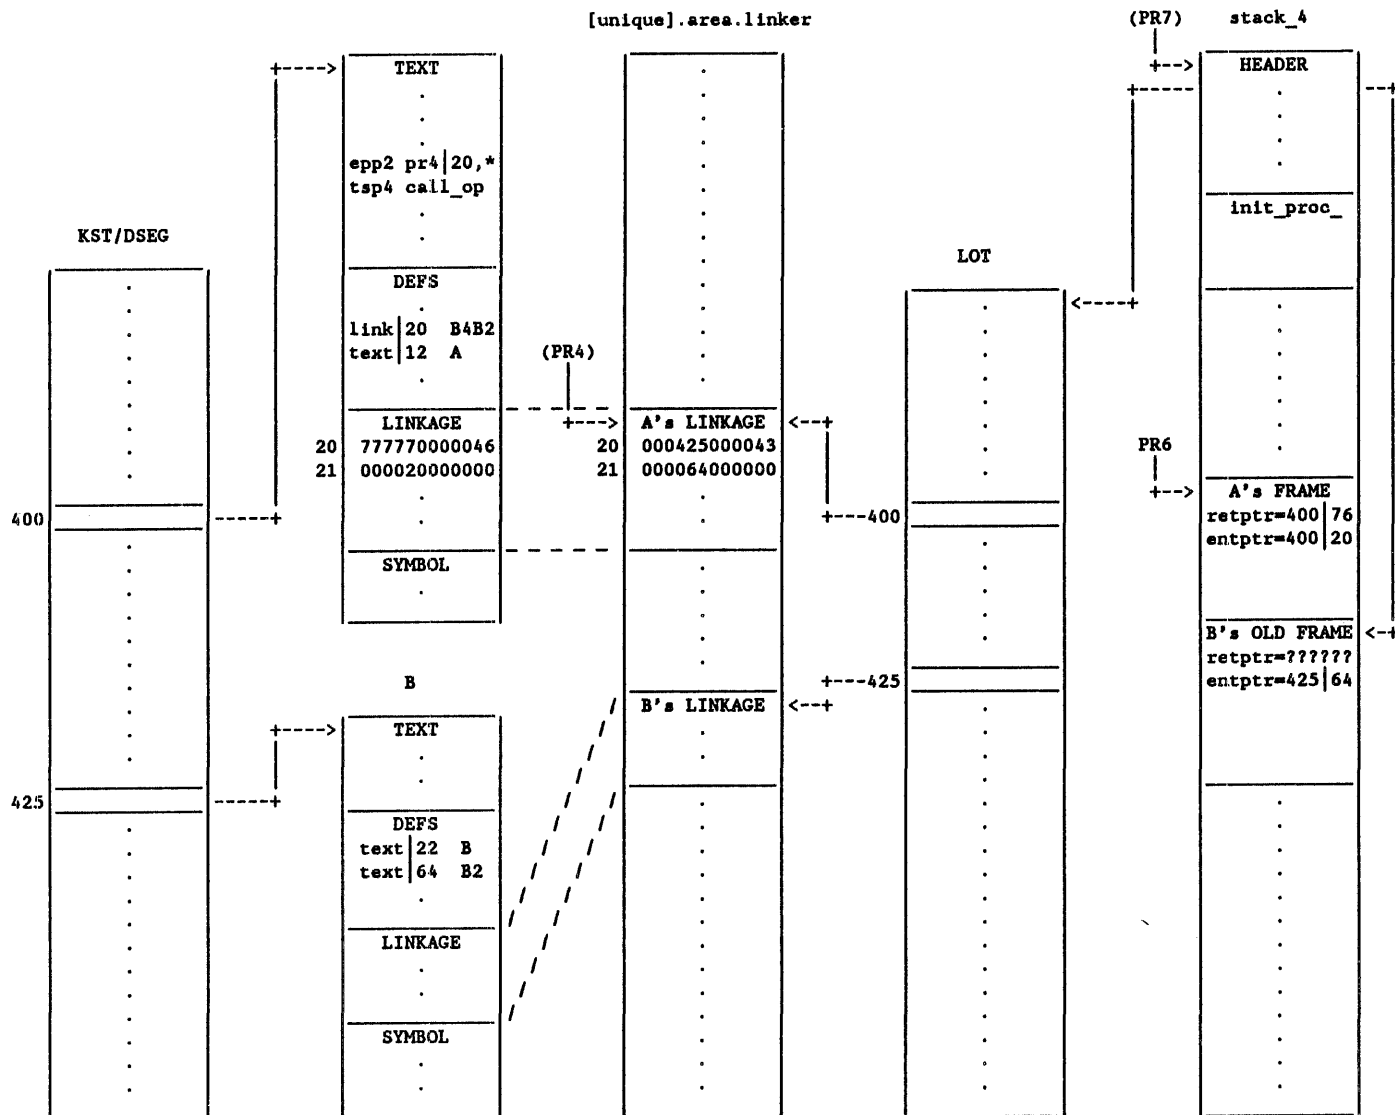 [unique].area.linker
(PR7) stack_4
TEXT
HEADER
epp2 pr4|20,*
tsp4 call_op
init_proc_
KST/DSEG
LOT
DEFS
link|20 B4B2
text|12 A
(PR4)
LINKAGE
A's LINKAGE
20 777770000046
20 000425000043
21 000020000000
21 000064000000
PR6
A's FRAME
retptr=400|76
entptr=400|20
400
400
SYMBOL
B's OLD FRAME
retptr=??????
entptr=425|64
B
425
B's LINKAGE
TEXT
425
DEFS
text|22 B
text|64 B2
LINKAGE
SYMBOL